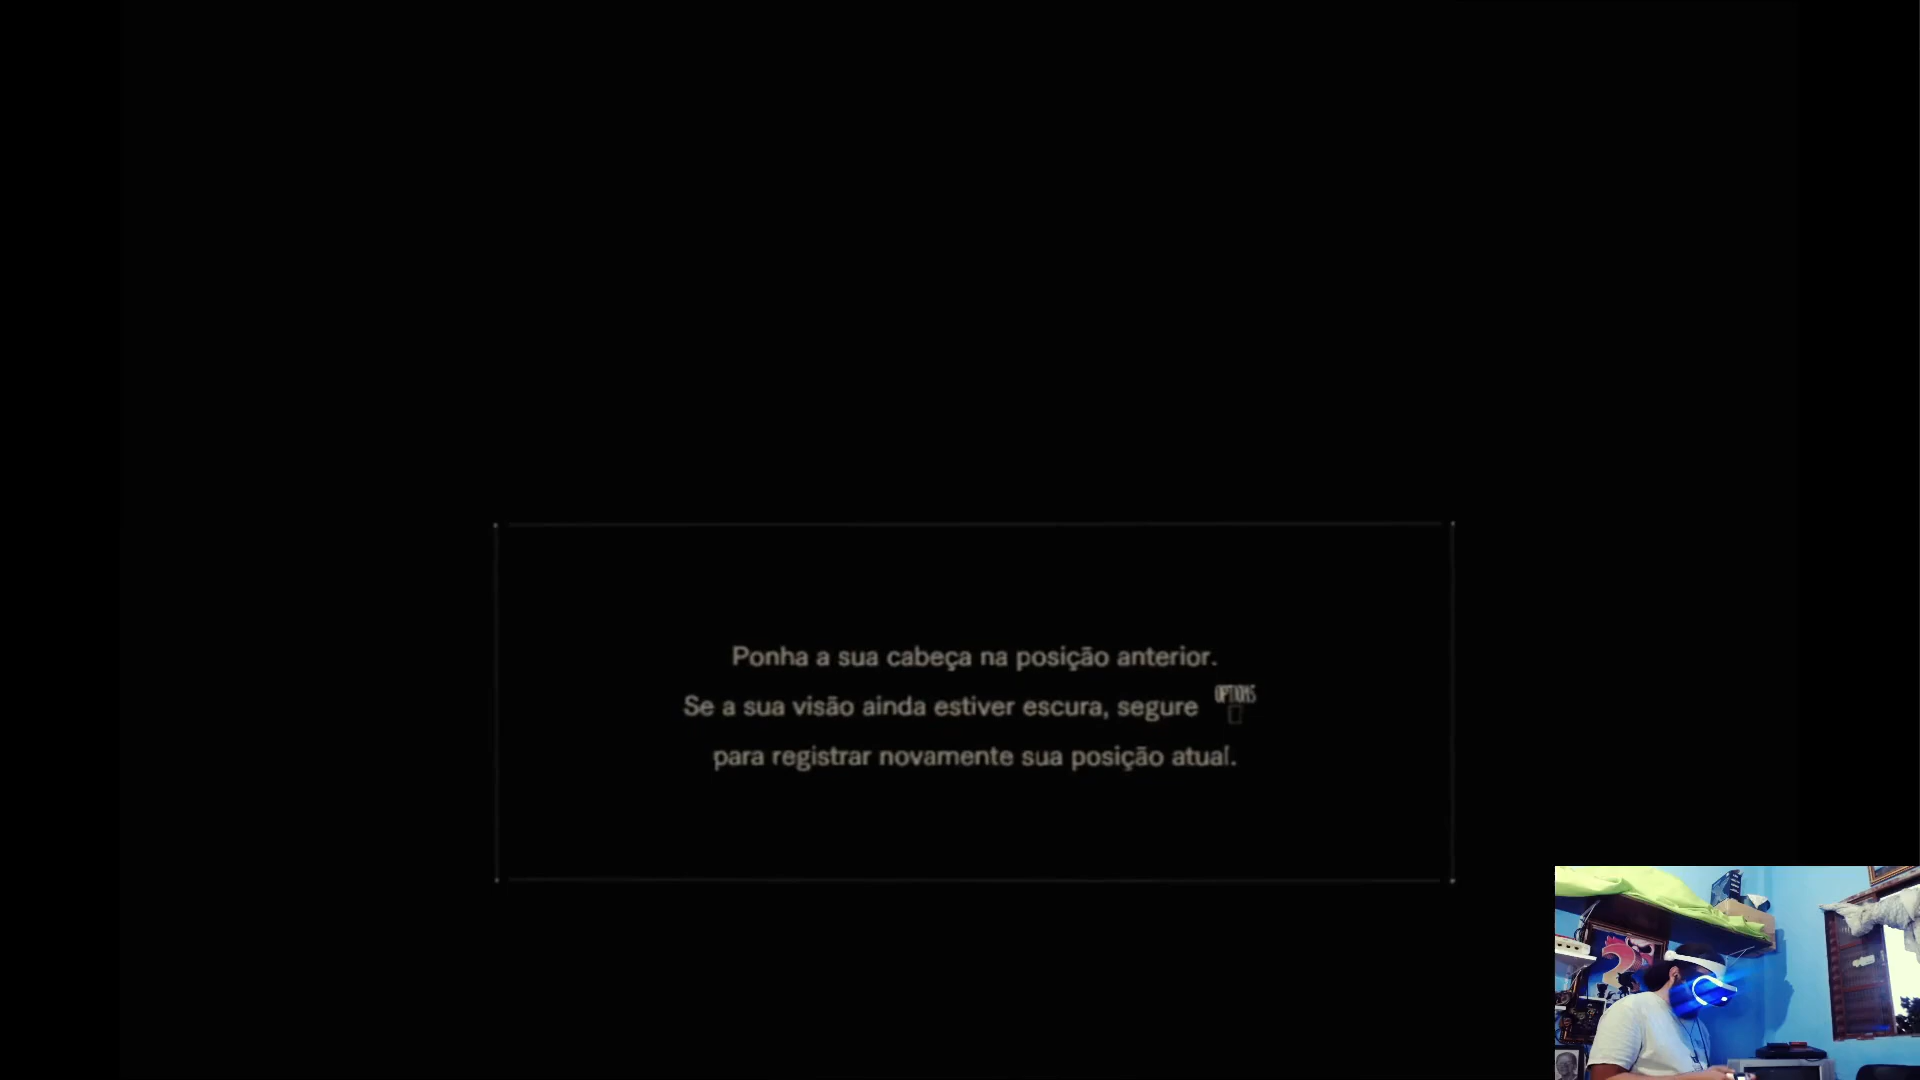 Ponha a sua cabeça na posição anterior.
Se a sua visão ainda estiver escura, segure OPTIONS
para registrar novamente sua posição atual.